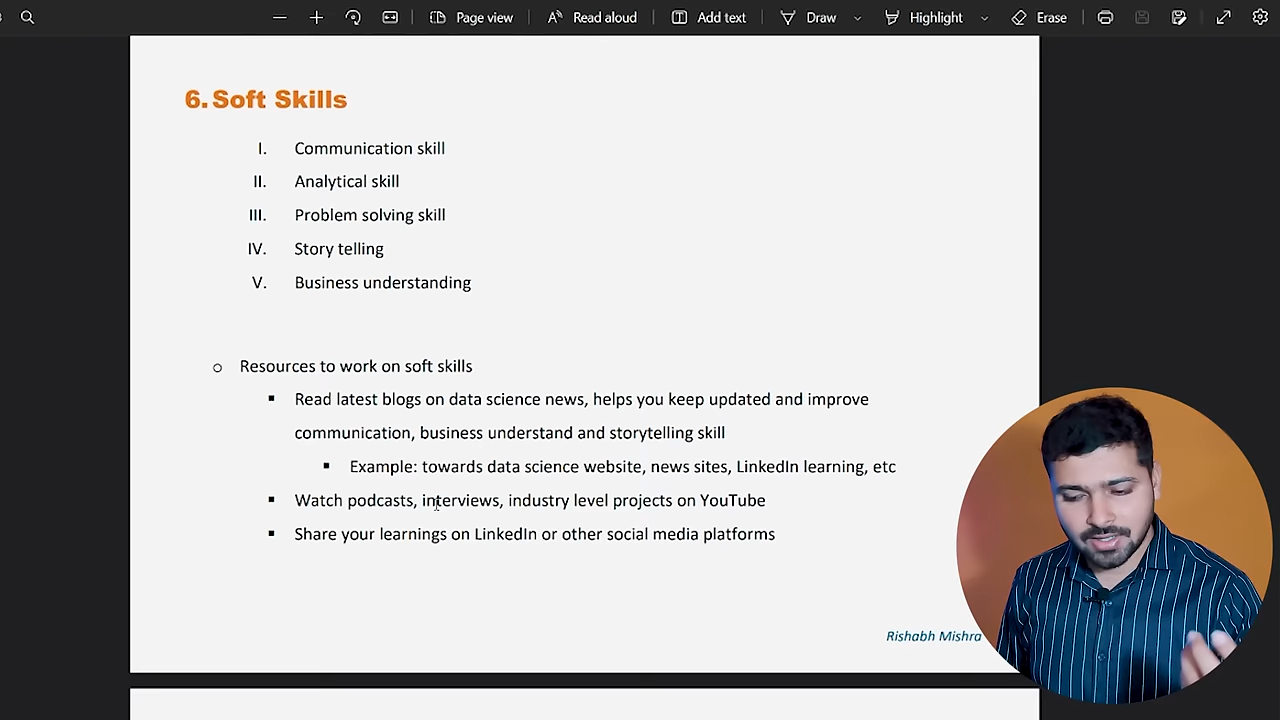 Page view
Read aloud
Add text
Draw
Highlight
Erase
6. Soft Skills
I. Communication skill
II. Analytical skill
III. Problem solving skill
IV. Story telling
V. Business understanding
Resources to work on soft skills
Read latest blogs on data science news, helps you keep updated and improve
communication, business understand and storytelling skill
Example: towards data science website, news sites, LinkedIn learning, etc
Watch podcasts, interviews, industry level projects on YouTube
Share your learnings on LinkedIn or other social media platforms
Rishabh Mishra